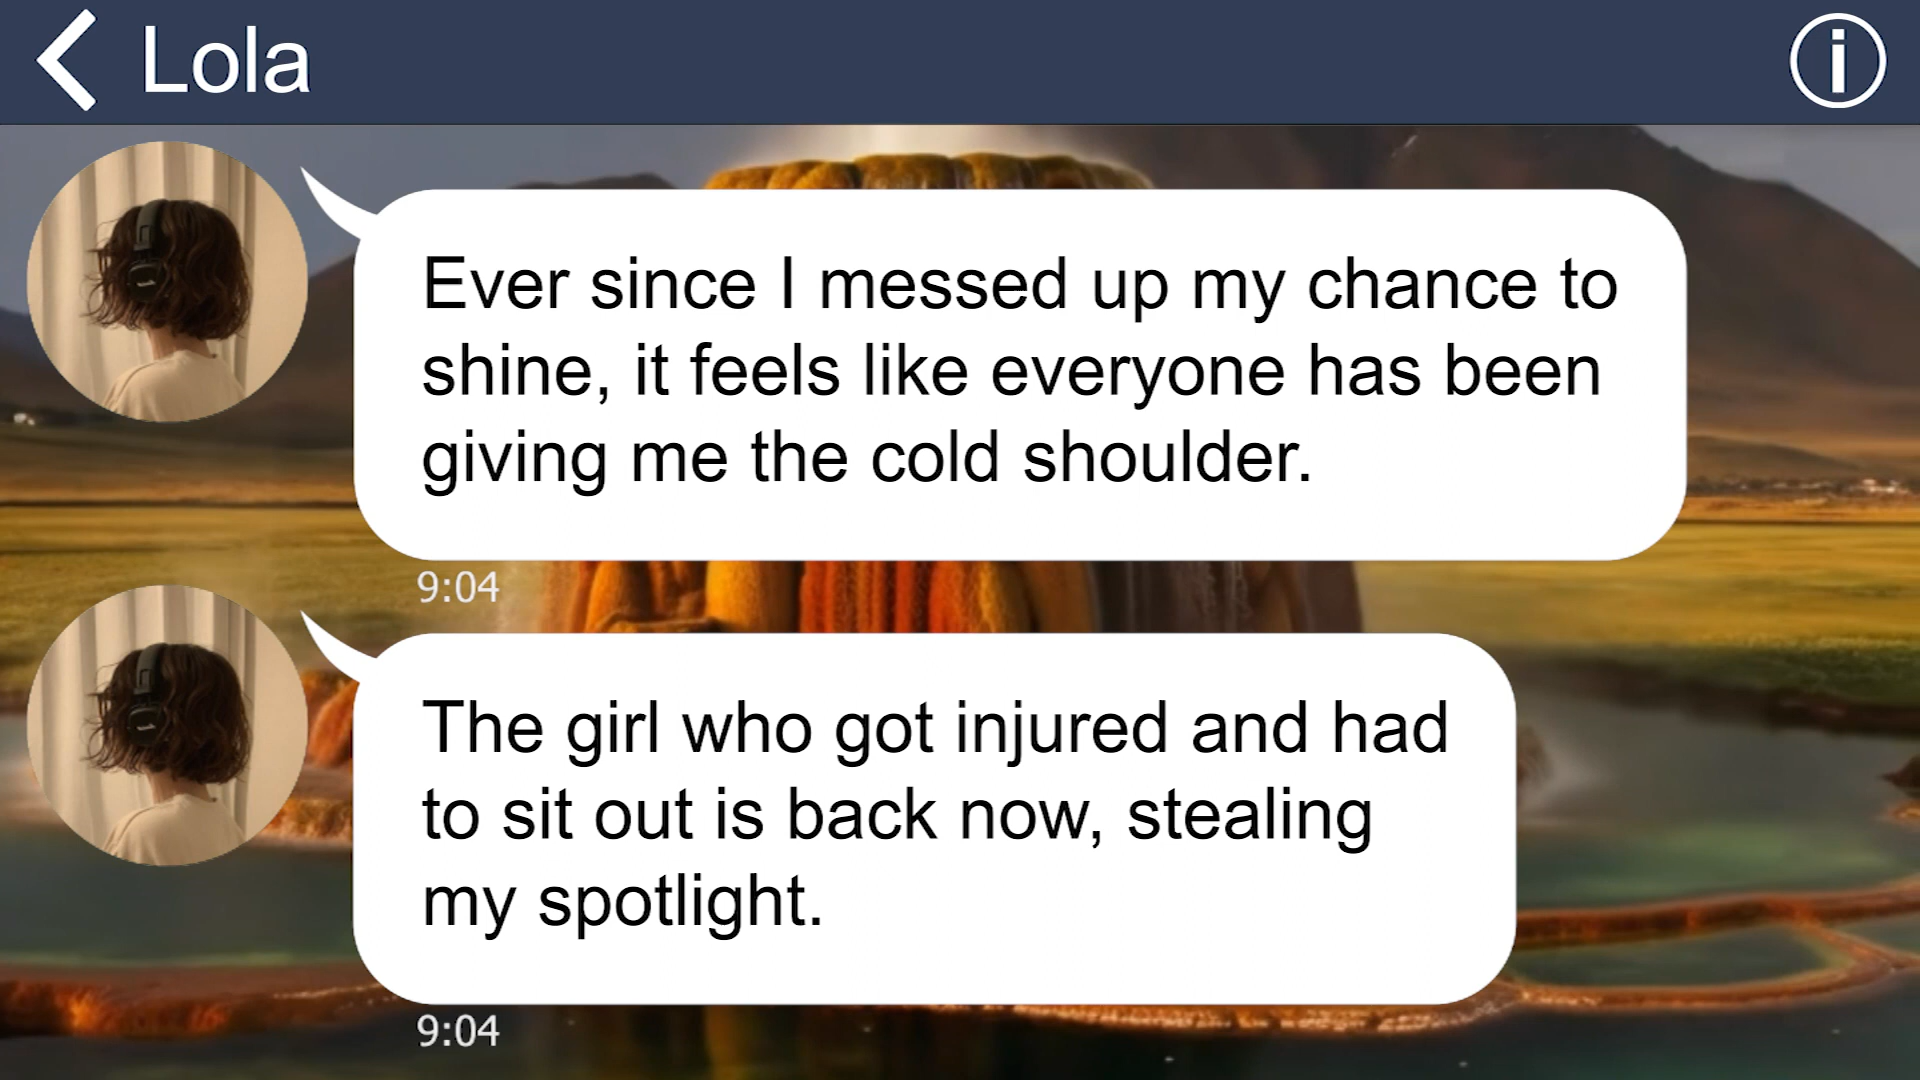 Lola
Ever since I messed up my chance to
shine, it feels like everyone has been
giving me the cold shoulder.
9:04
The girl who got injured and had
to sit out is back now, stealing
my spotlight.
9:04